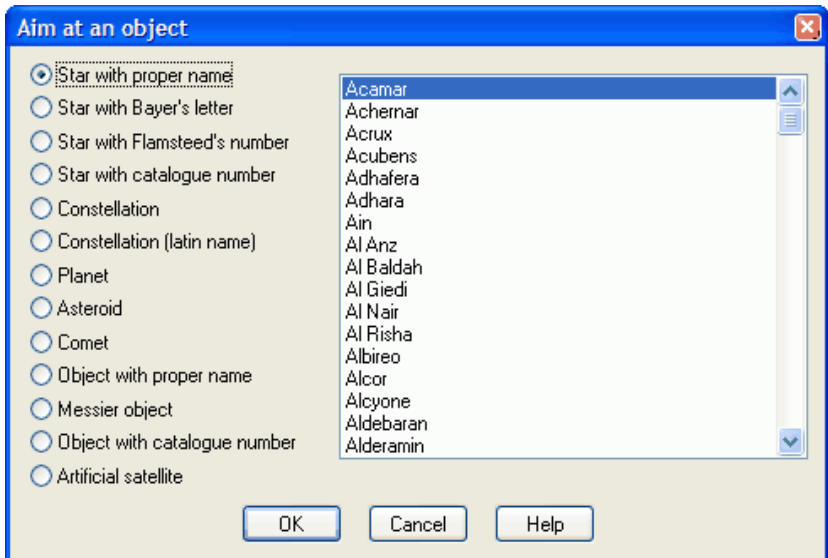 Aim at an object
Star with proper name
Star with Bayer's letter
Star with Flamsteed's number
Star with catalogue number
Constellation
Constellation (latin name)
Planet
Asteroid
Comet
Object with proper name
Messier object
Object with catalogue number
Artificial satellite
Acamar
Achernar
Acrux
Acubens
Adhafera
Adhara
Ain
Al Anz
Al Baldah
Al Giedi
Al Nair
Al Risha
Albireo
Alcor
Alcyone
Aldebaran
Alderamin
OK Cancel Help